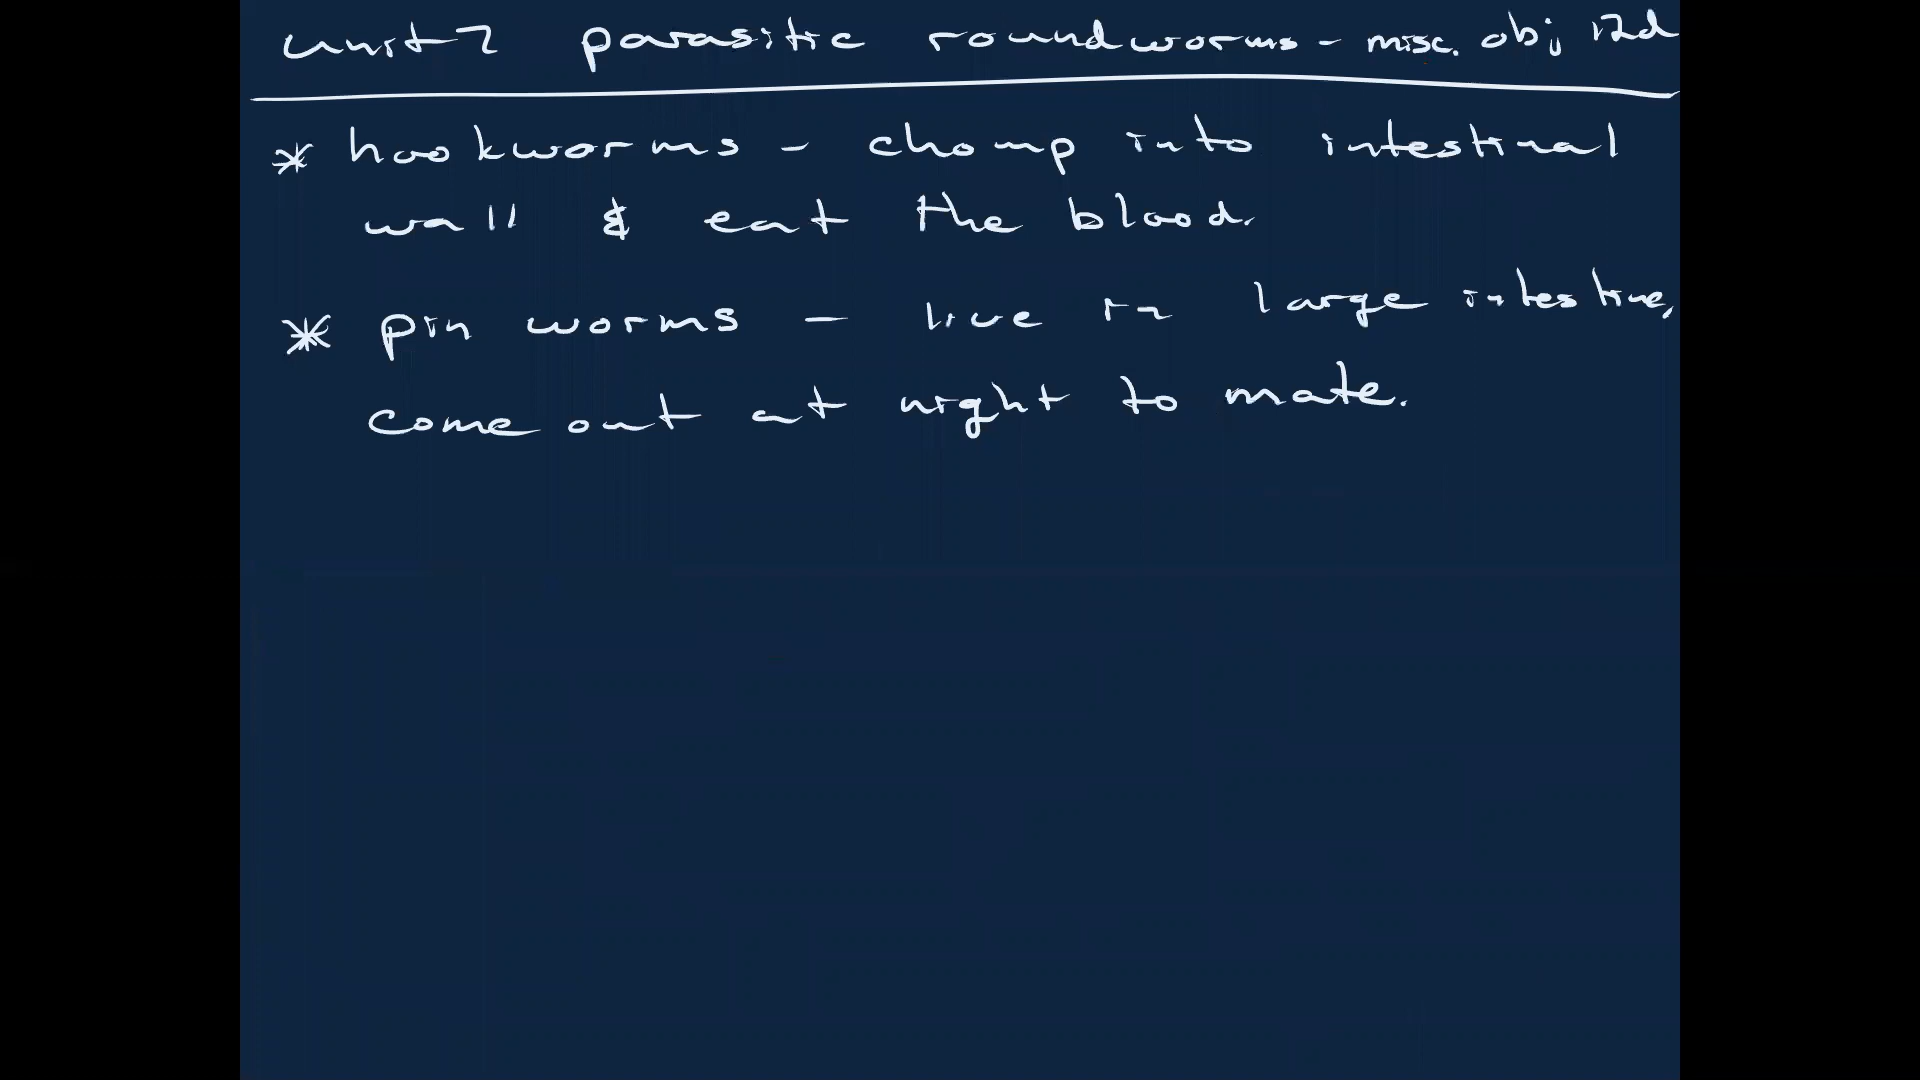 unit 7 parasitic roundworms - misc. obj 12d
* hookworms - chomp into intestinal
wall & eat the blood.
* pin worms - live in large intestine,
come out at night to mate.